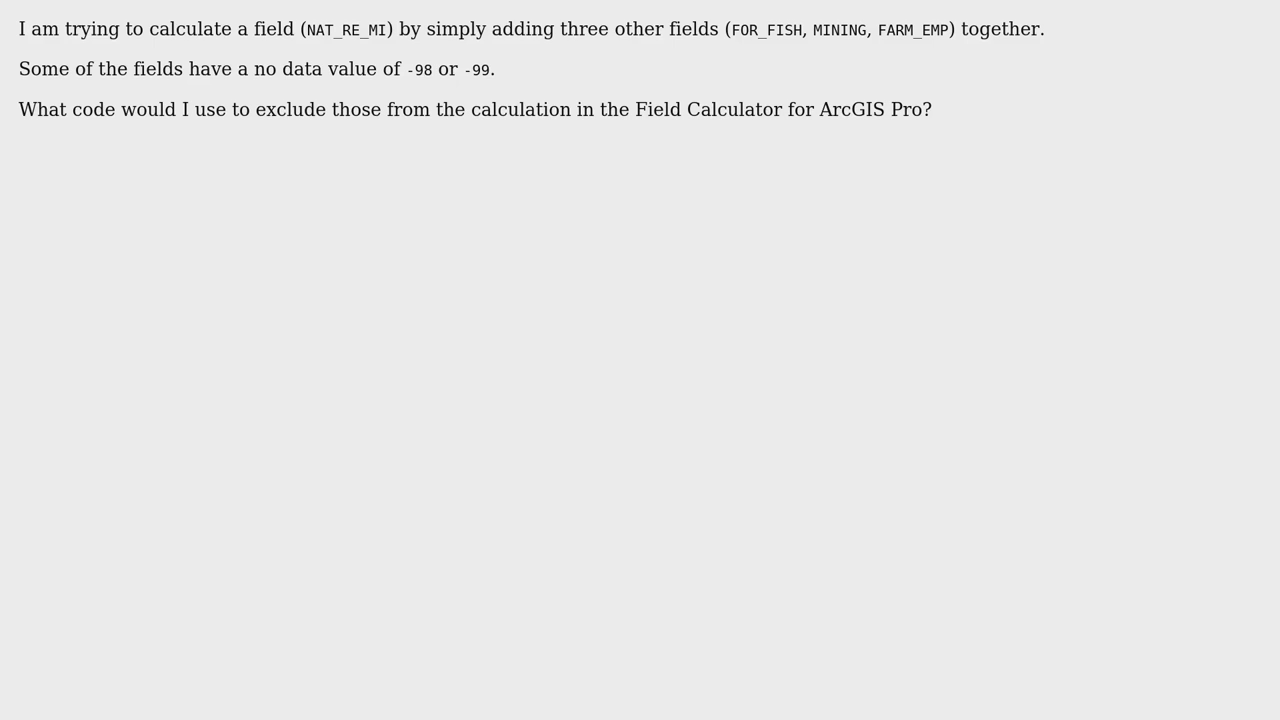 I am trying to calculate a field (NAT_RE_MI) by simply adding three other fields (FOR_FISH, MINING, FARM_EMP) together.
Some of the fields have a no data value of -98 or -99.
What code would I use to exclude those from the calculation in the Field Calculator for ArcGIS Pro?